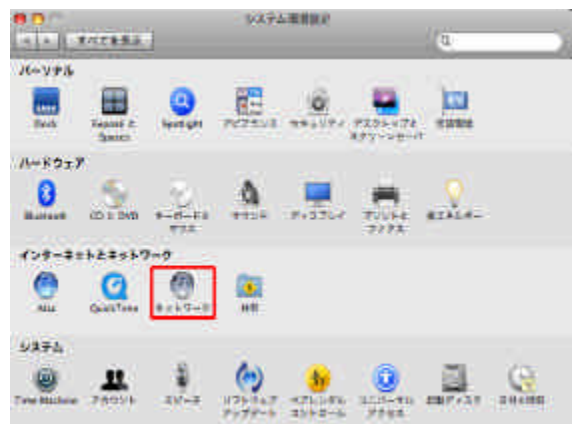 システム環境設定
すべてを表示
パーソナル
Dock Exposé と Spotlight アピアランス セキュリティ デスクトップと 言語環境
Spaces スクリーンセーバ
ハードウェア
Bluetooth CD と DVD キーボードと サウンド ディスプレイ プリントと 省エネルギー
マウス ファクス
インターネットとネットワーク
.Mac QuickTime ネットワーク 共有
システム
Time Machine アカウント スピーチ ソフトウェア ペアレンタル ユニバーサル 起動ディスク 日付と時刻
アップデート コントロール アクセス